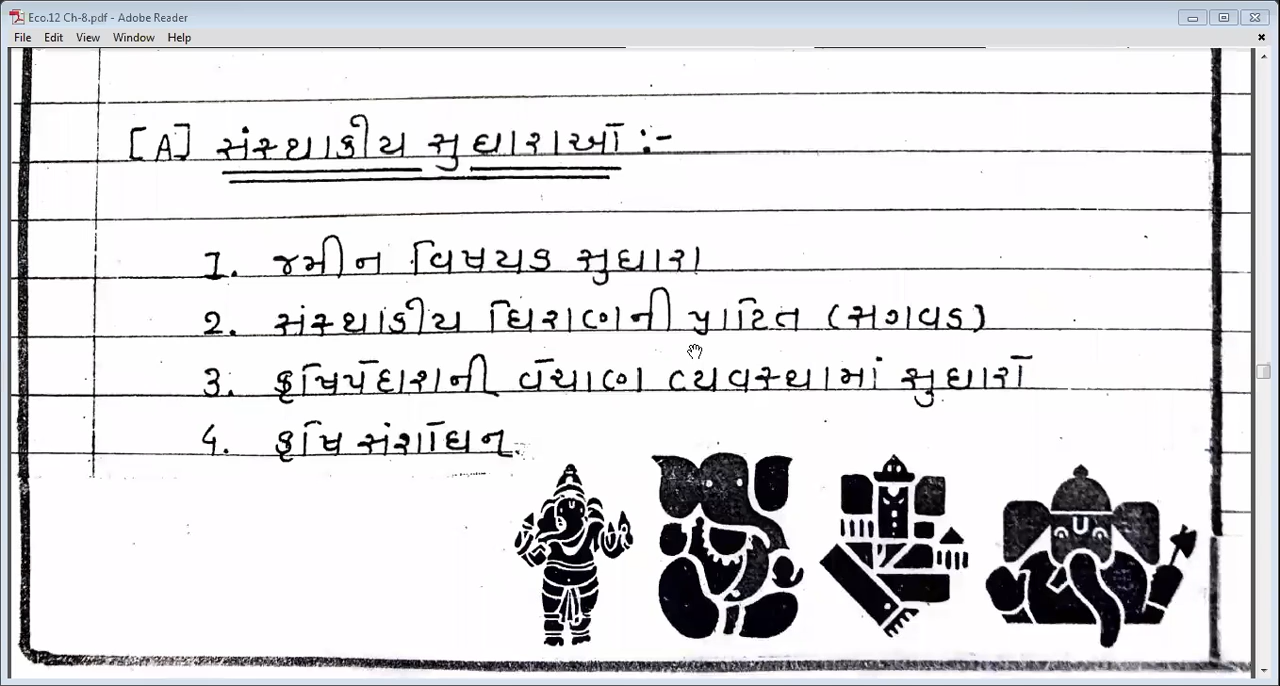 Eco.12 Ch-8.pdf - Adobe Reader
File Edit View Window Help
[A] સંસ્થાકીય સુધારાઓ :-
1. જમીન વિષયક સુધારા
2. સંસ્થાકીય ધિરાણની પ્રાપ્તિ (સગવડ)
3. કૃષિપેદાશની વેચાણ વ્યવસ્થામાં સુધારો
4. કૃષિ સંશોધન.